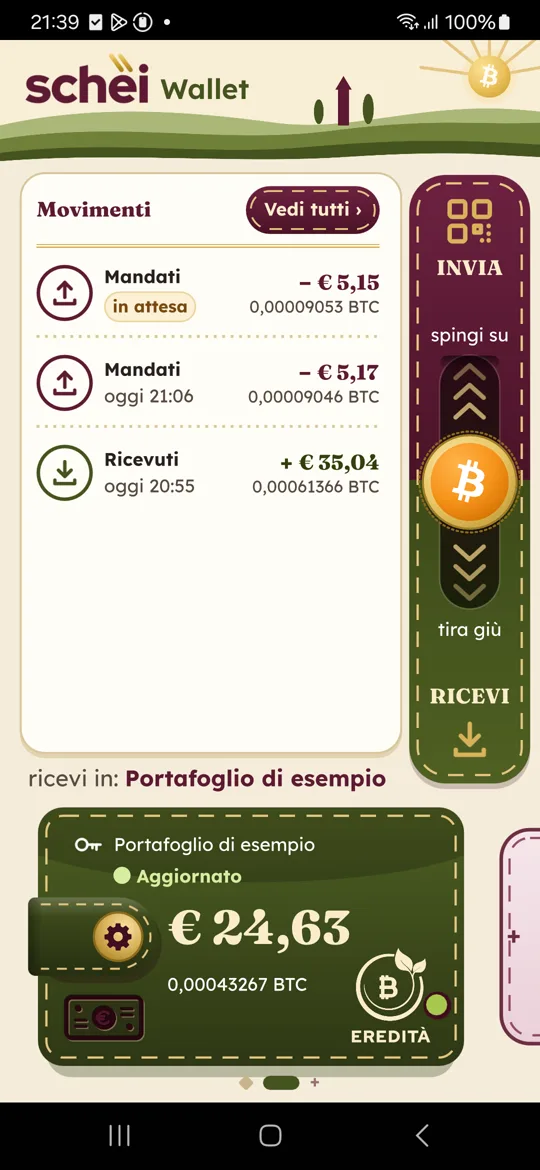 21:39
100%
schèi Wallet
Movimenti
Vedi tutti ›
Mandati
– € 5,15
in attesa
0,00009053 BTC
Mandati
– € 5,17
oggi 21:06
0,00009046 BTC
Ricevuti
+ € 35,04
oggi 20:55
0,00061366 BTC
INVIA
spingi su
tira giù
RICEVI
ricevi in: Portafoglio di esempio
Portafoglio di esempio
Aggiornato
€ 24,63
0,00043267 BTC
EREDITÀ